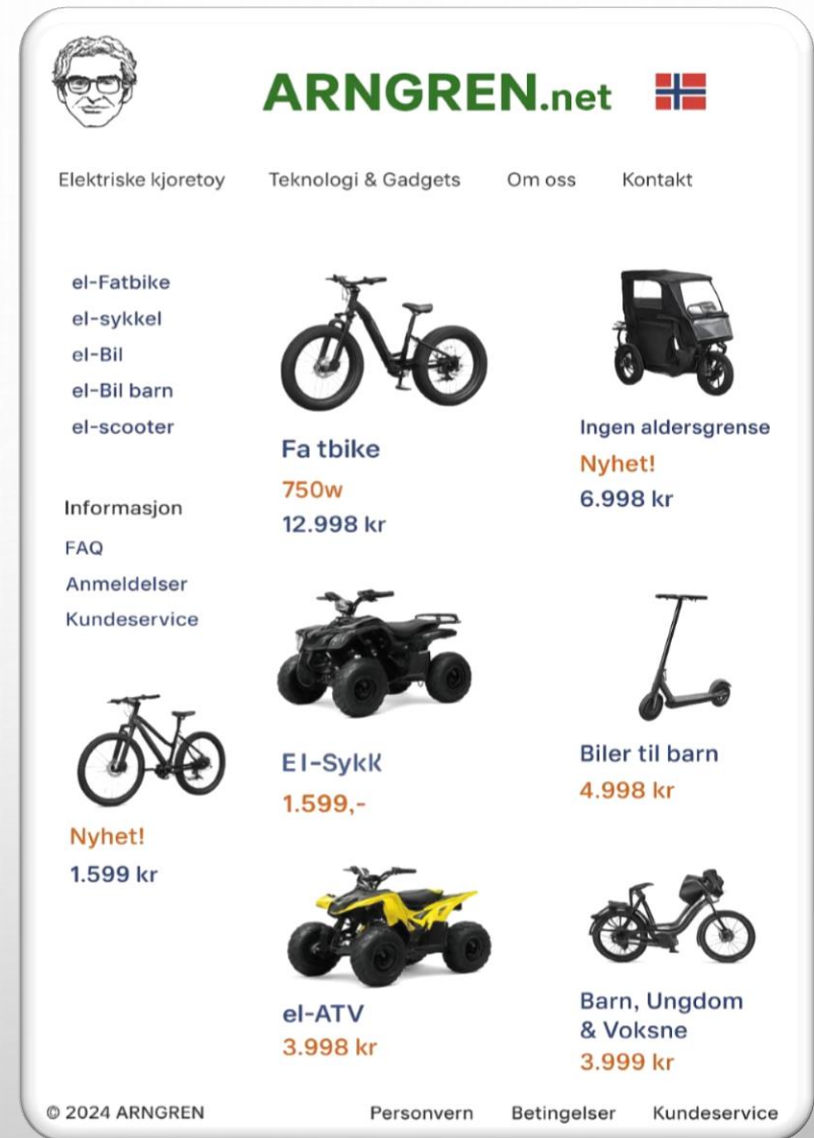 ARNGREN.net
Elektriske kjoretoy Teknologi & Gadgets Om oss Kontakt
el-Fatbike
el-sykkel
el-Bil
el-Bil barn
el-scooter
Informasjon
FAQ
Anmeldelser
Kundeservice
Nyhet!
1.599 kr
Fa tbike
750w
12.998 kr
Ingen aldersgrense
Nyhet!
6.998 kr
El-Sykk
1.599,-
Biler til barn
4.998 kr
el-ATV
3.998 kr
Barn, Ungdom
& Voksne
3.999 kr
© 2024 ARNGREN Personvern Betingelser Kundeservice